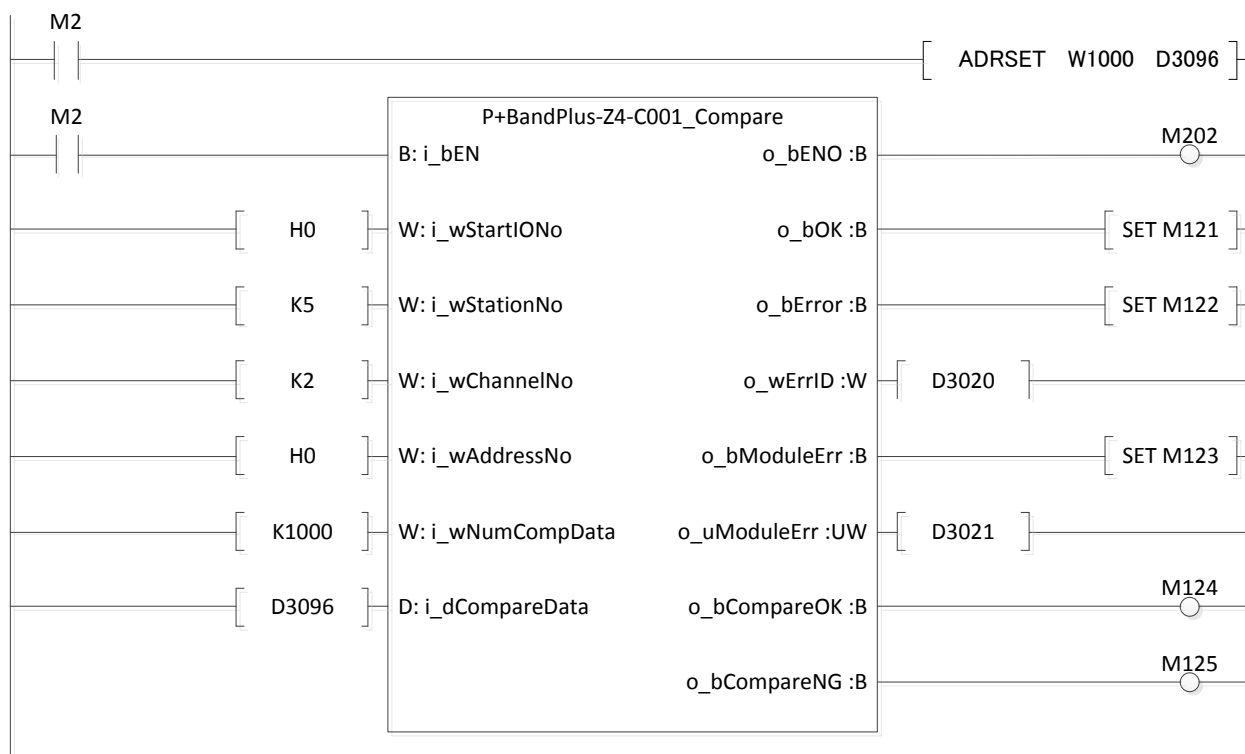 M2
ADRSET W1000 D3096
M2
P+BandPlus-Z4-C001_Compare
B: i_bEN
o_bENO :B
M202
H0
W: i_wStartIONo
o_bOK :B
SET M121
K5
W: i_wStationNo
o_bError :B
SET M122
K2
W: i_wChannelNo
o_wErrID :W
D3020
H0
W: i_wAddressNo
o_bModuleErr :B
SET M123
K1000
W: i_wNumCompData
o_uModuleErr :UW
D3021
D3096
D: i_dCompareData
o_bCompareOK :B
M124
o_bCompareNG :B
M125